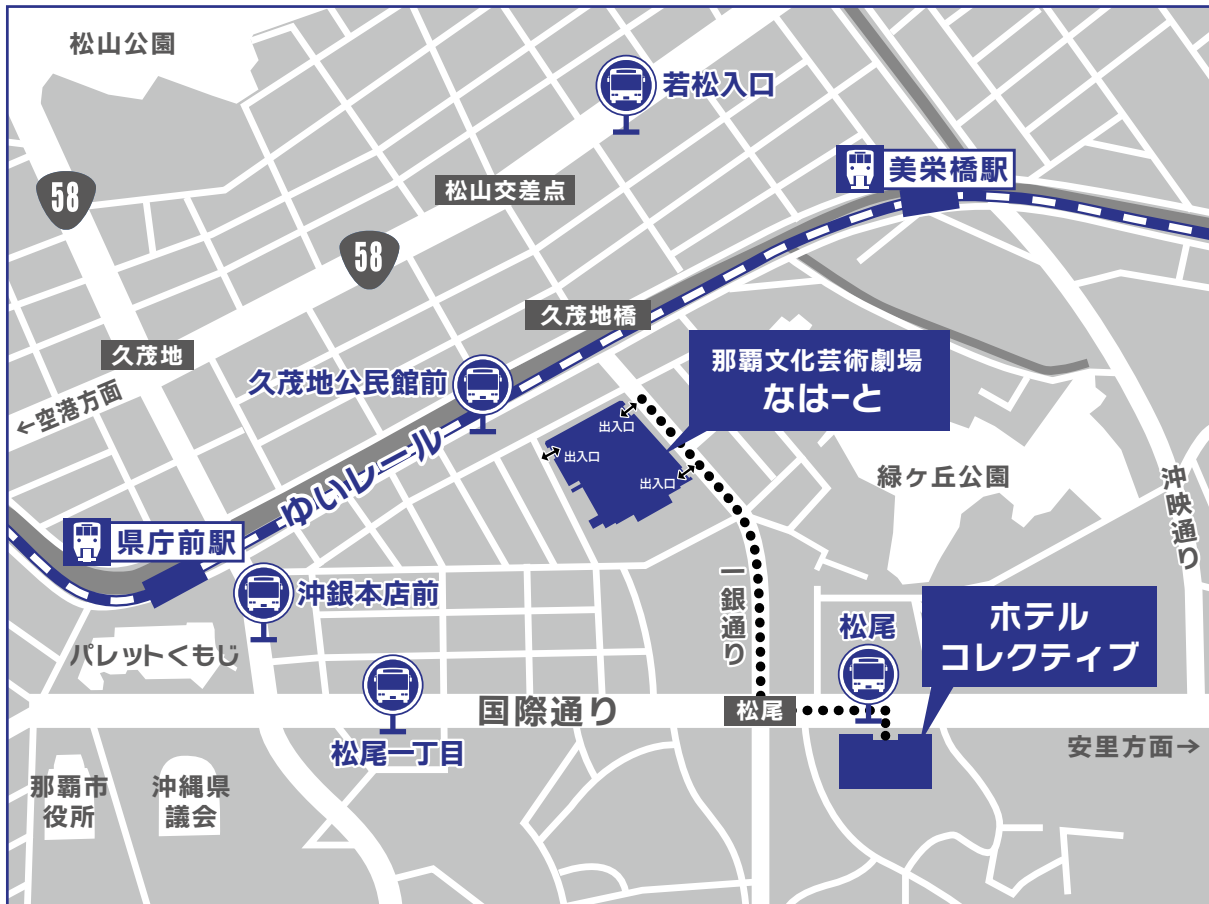 松山公園
若松入口
美栄橋駅
58
松山交差点
58
久茂地橋
久茂地
那覇文化芸術劇場
なはーと
久茂地公民館前
←空港方面
出入口
出入口
出入口
緑ヶ丘公園
沖映通り
ゆいレール
県庁前駅
沖銀本店前
一銀通り
松尾
ホテル
コレクティブ
パレットくもじ
国際通り
松尾
松尾一丁目
安里方面→
那覇市
役所
沖縄県
議会